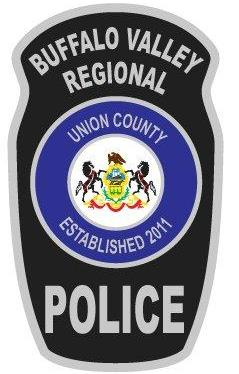 BUFFALO VALLEY
REGIONAL
UNION COUNTY
ESTABLISHED 2011
POLICE